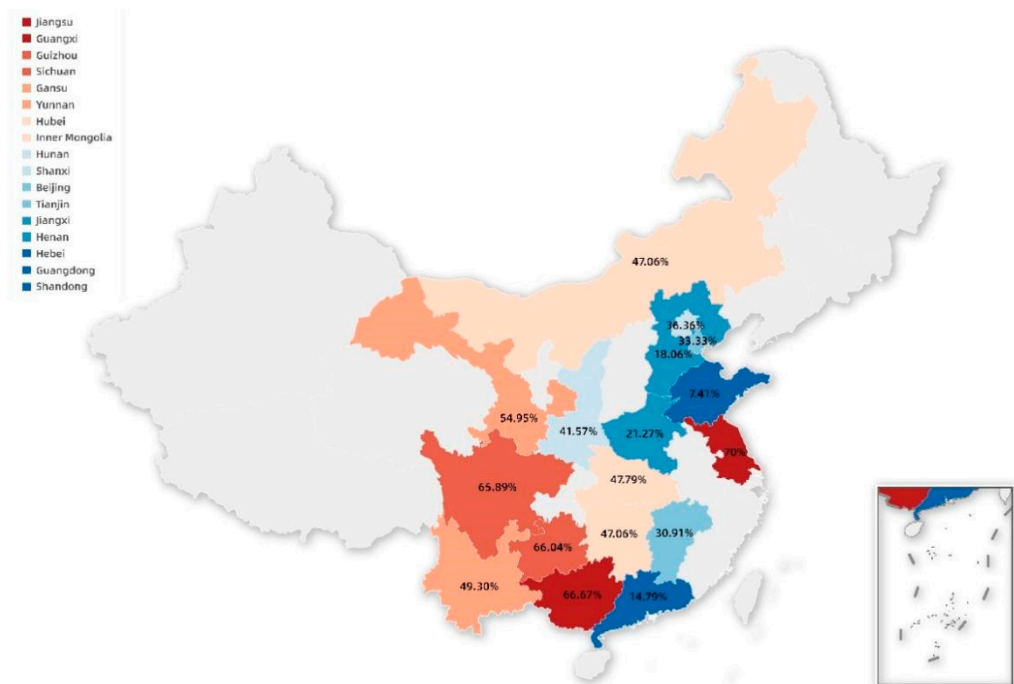 Jiangsu
Guangxi
Guizhou
Sichuan
Gansu
Yunnan
Hubei
Inner Mongolia
Hunan
Shanxi
Beijing
Tianjin
Jiangxi
Henan
Hebei
Guangdong
Shandong
47.06%
36.36%
33.33%
18.06%
7.41%
54.95%
41.57%
21.27%
70%
65.89%
47.79%
66.04%
47.06%
30.91%
49.30%
66.67%
14.79%